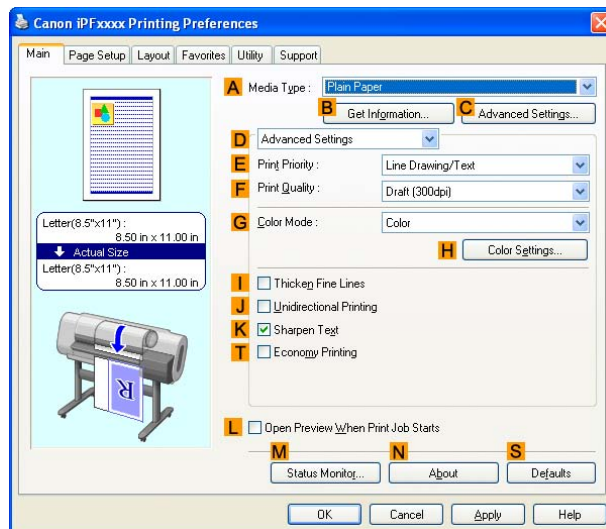 Canon iPFxxxx Printing Preferences
Main Page Setup Layout Favorites Utility Support
A Media Type : Plain Paper
B Get Information... C Advanced Settings...
D Advanced Settings
E Print Priority : Line Drawing/Text
F Print Quality : Draft (300dpi)
G Color Mode : Color
H Color Settings...
Letter(8.5"x11") :
8.50 in x 11.00 in
Actual Size
Letter(8.5"x11") :
8.50 in x 11.00 in
R
I Thicken Fine Lines
J Unidirectional Printing
K Sharpen Text
T Economy Printing
L Open Preview When Print Job Starts
M Status Monitor... N About S Defaults
OK Cancel Apply Help